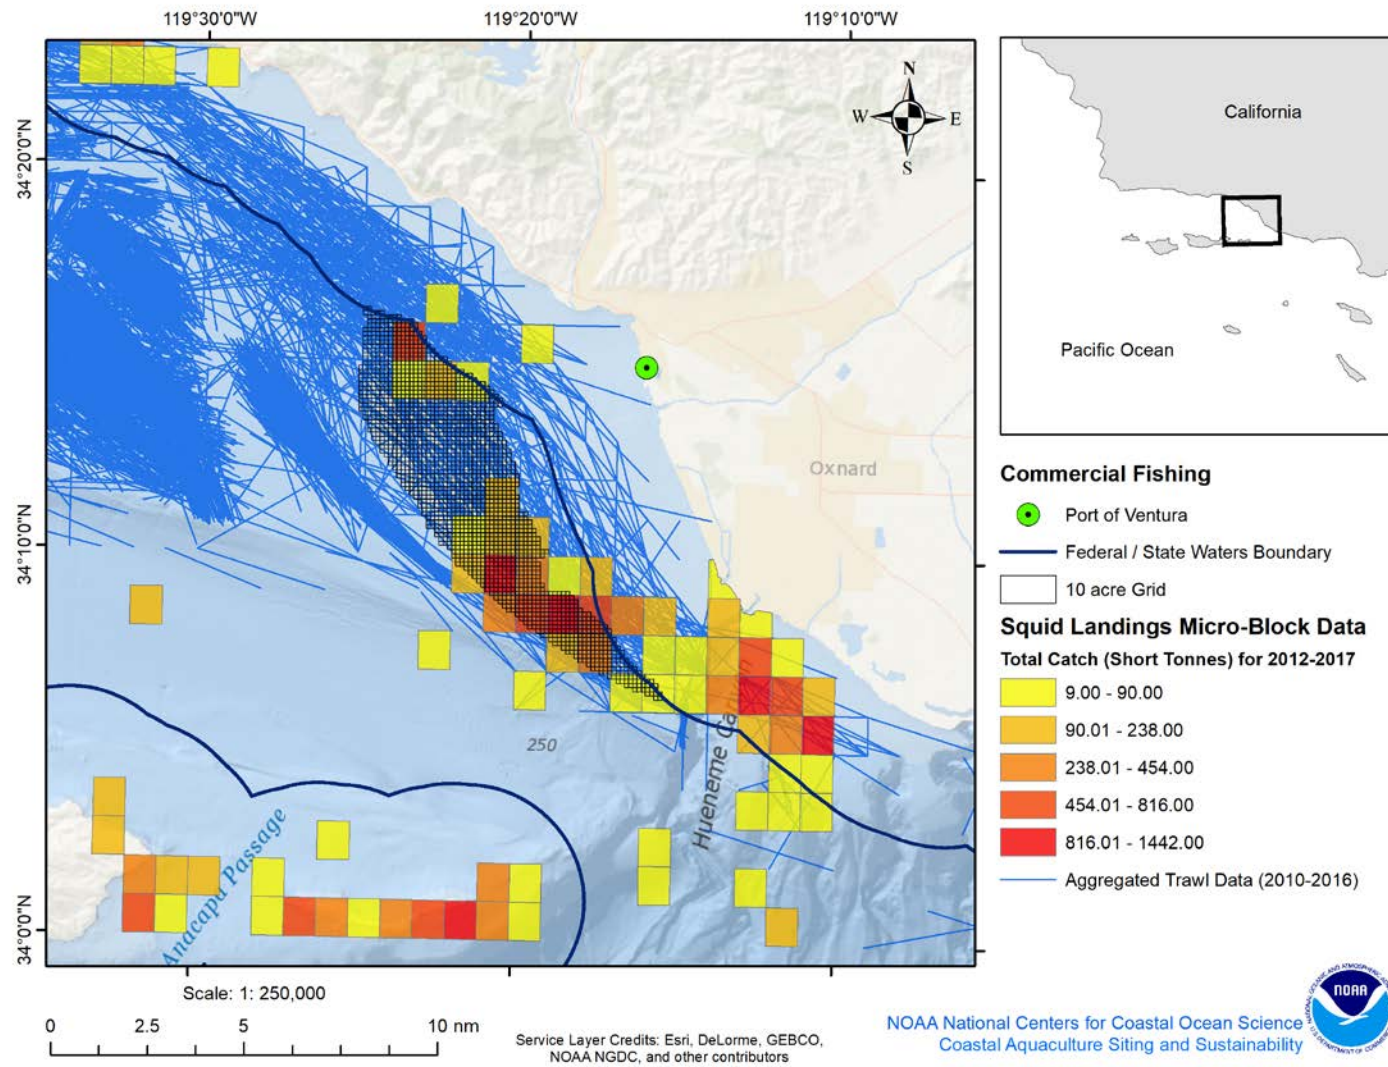 119°30'0"W
119°20'0"W
119°10'0"W
34°20'0"N
34°10'0"N
34°0'0"N
N
W
E
S
Oxnard
250
Hueneme Ca
n
Anacapa Passage
California
Pacific Ocean
Commercial Fishing
Port of Ventura
Federal / State Waters Boundary
10 acre Grid
Squid Landings Micro-Block Data
Total Catch (Short Tonnes) for 2012-2017
9.00 - 90.00
90.01 - 238.00
238.01 - 454.00
454.01 - 816.00
816.01 - 1442.00
Aggregated Trawl Data (2010-2016)
Scale: 1: 250,000
0
2.5
5
10 nm
Service Layer Credits: Esri, DeLorme, GEBCO,
NOAA NGDC, and other contributors
NOAA National Centers for Coastal Ocean Science
Coastal Aquaculture Siting and Sustainability
NOAA